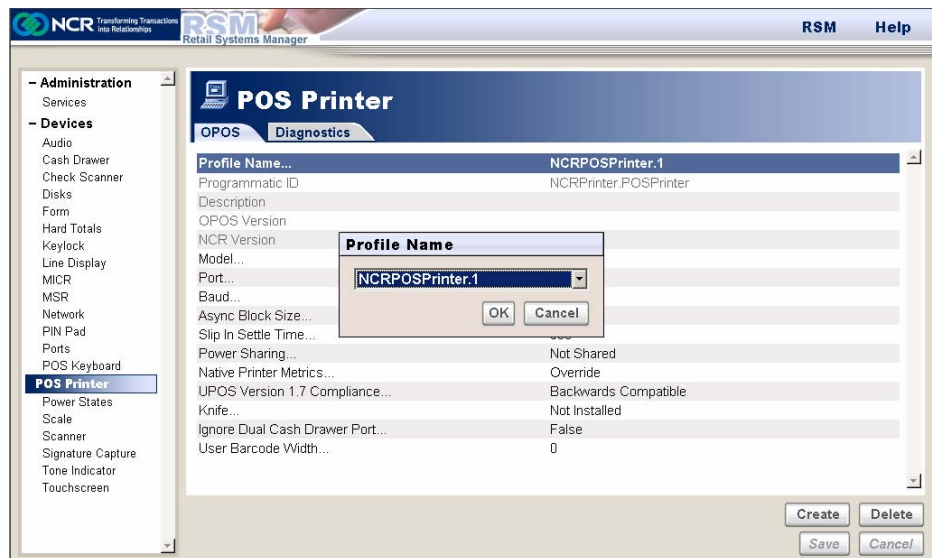 NCR Transforming Transactions into Relationships
RSM
Retail Systems Manager
RSM Help
– Administration
Services
– Devices
Audio
Cash Drawer
Check Scanner
Disks
Form
Hard Totals
Keylock
Line Display
MICR
MSR
Network
PIN Pad
Ports
POS Keyboard
POS Printer
Power States
Scale
Scanner
Signature Capture
Tone Indicator
Touchscreen
POS Printer
OPOS Diagnostics
Profile Name... NCRPOSPrinter.1
Programmatic ID NCRPrinter.POSPrinter
Description
OPOS Version
NCR Version
Model...
Port...
Baud...
Async Block Size...
Slip In Settle Time...
Power Sharing... Not Shared
Native Printer Metrics... Override
UPOS Version 1.7 Compliance... Backwards Compatible
Knife... Not Installed
Ignore Dual Cash Drawer Port... False
User Barcode Width... 0
Profile Name
NCRPOSPrinter.1
OK Cancel
Create Delete
Save Cancel